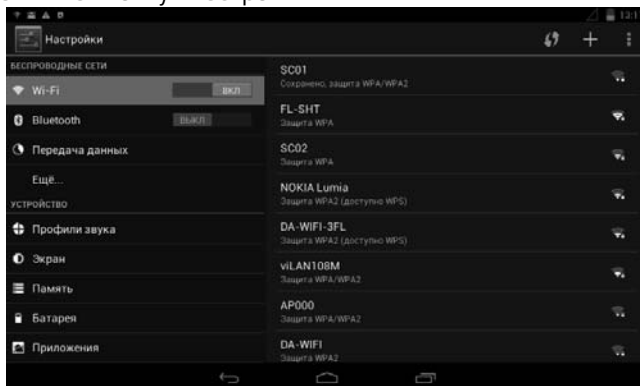 12:1
Настройки
БЕСПРОВОДНЫЕ СЕТИ
Wi-Fi
ВКЛ
Bluetooth
ВЫКЛ
Передача данных
Ещё...
УСТРОЙСТВО
Профили звука
Экран
Память
Батарея
Приложения
SC01
Сохранено, защита WPA/WPA2
FL-SHT
Защита WPA
SC02
Защита WPA
NOKIA Lumia
Защита WPA2 (доступно WPS)
DA-WIFI-3FL
Защита WPA2 (доступно WPS)
viLAN108M
Защита WPA/WPA2
AP000
Защита WPA/WPA2
DA-WIFI
Защита WPA2